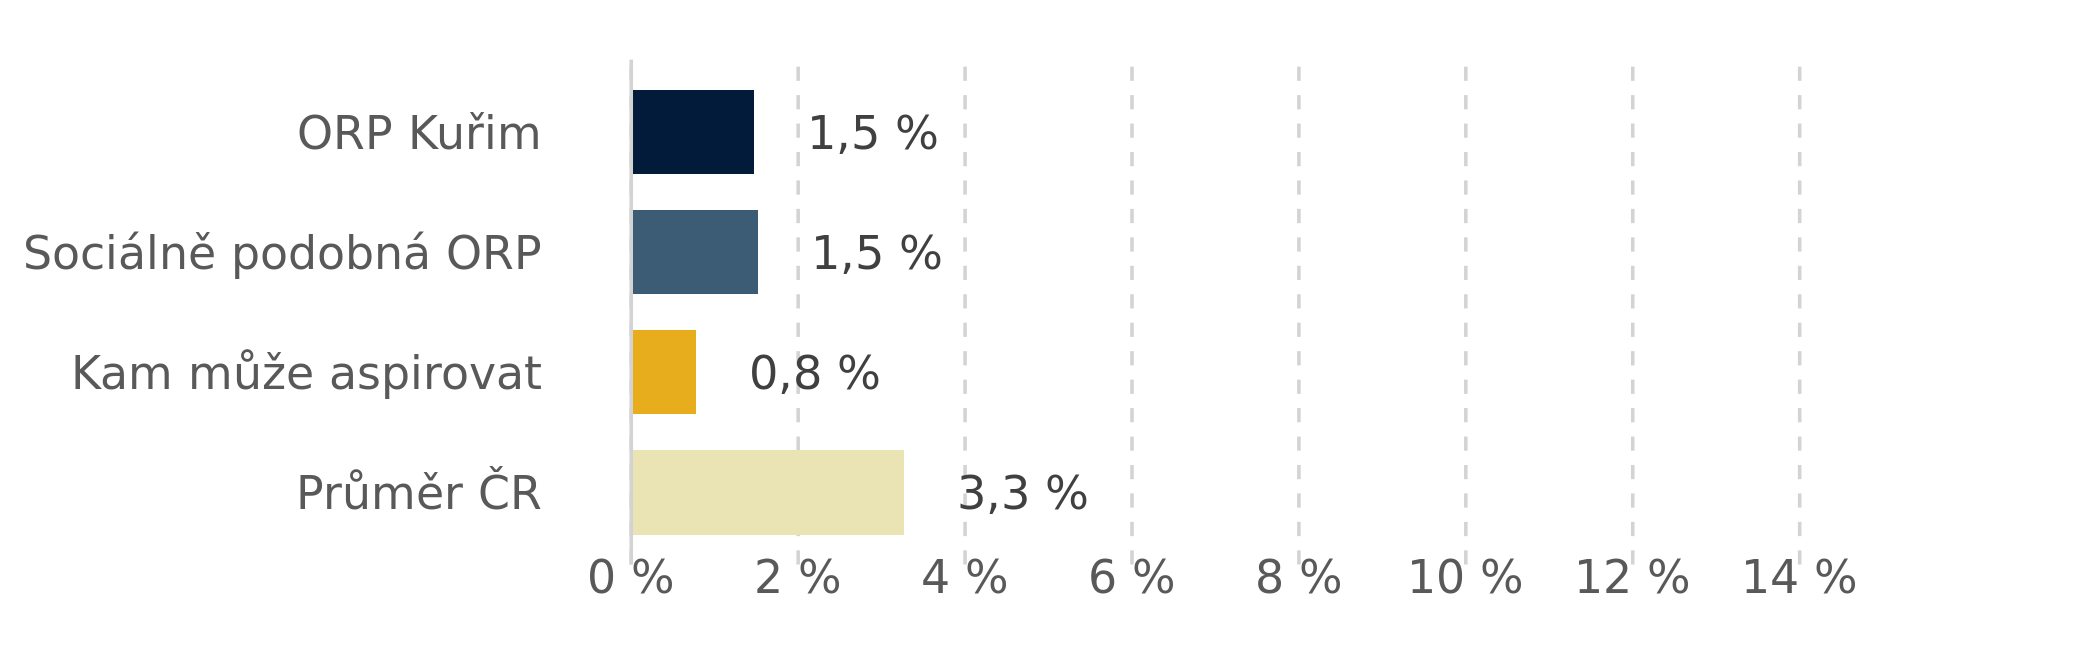 ORP Kuřim 1,5 %
Sociálně podobná ORP 1,5 %
Kam může aspirovat 0,8 %
Průměr ČR 3,3 %
0 % 2 % 4 % 6 % 8 % 10 % 12 % 14 %